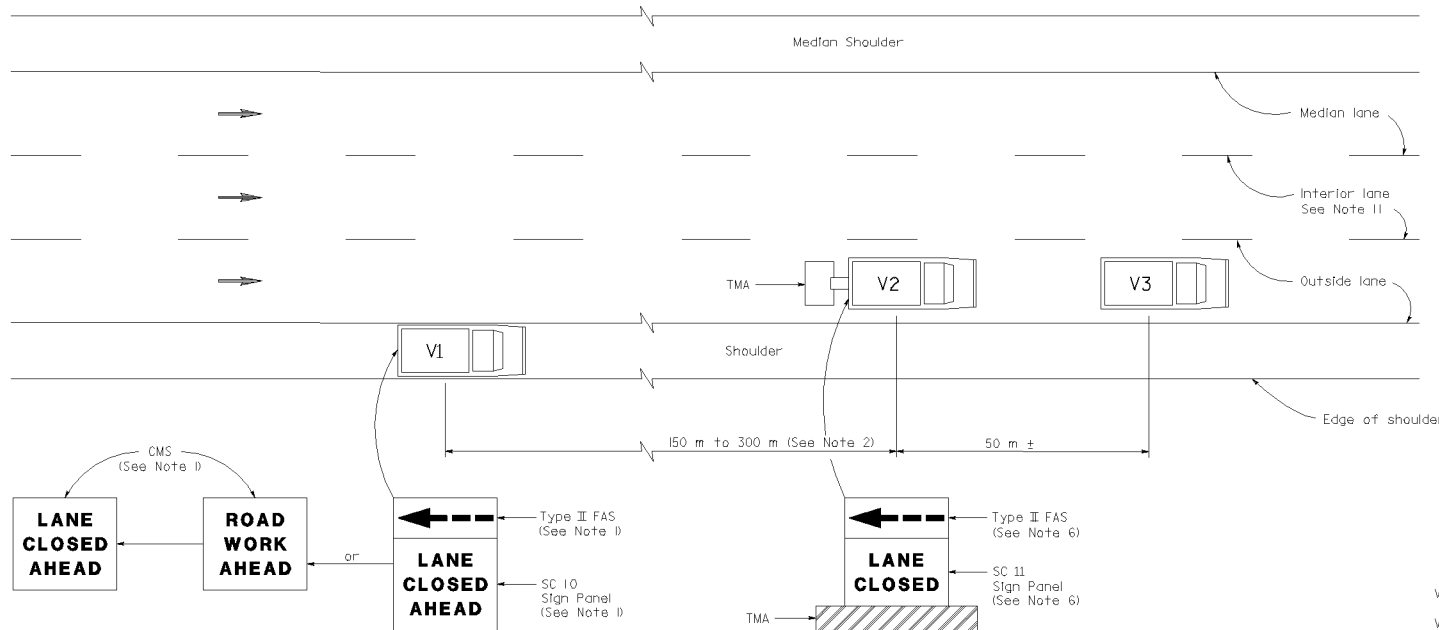 Median Shoulder
Median lane
Interior lane
See Note 11
TMA
V2
V3
Outside lane
V1
Shoulder
Edge of shoulder
150 m to 300 m (See Note 2)
50 m ±
CMS
(See Note 1)
LANE
CLOSED
AHEAD
ROAD
WORK
AHEAD
or
Type II FAS
(See Note 1)
LANE
CLOSED
AHEAD
SC 10
Sign Panel
(See Note 1)
Type II FAS
(See Note 6)
LANE
CLOSED
SC 11
Sign Panel
(See Note 6)
TMA